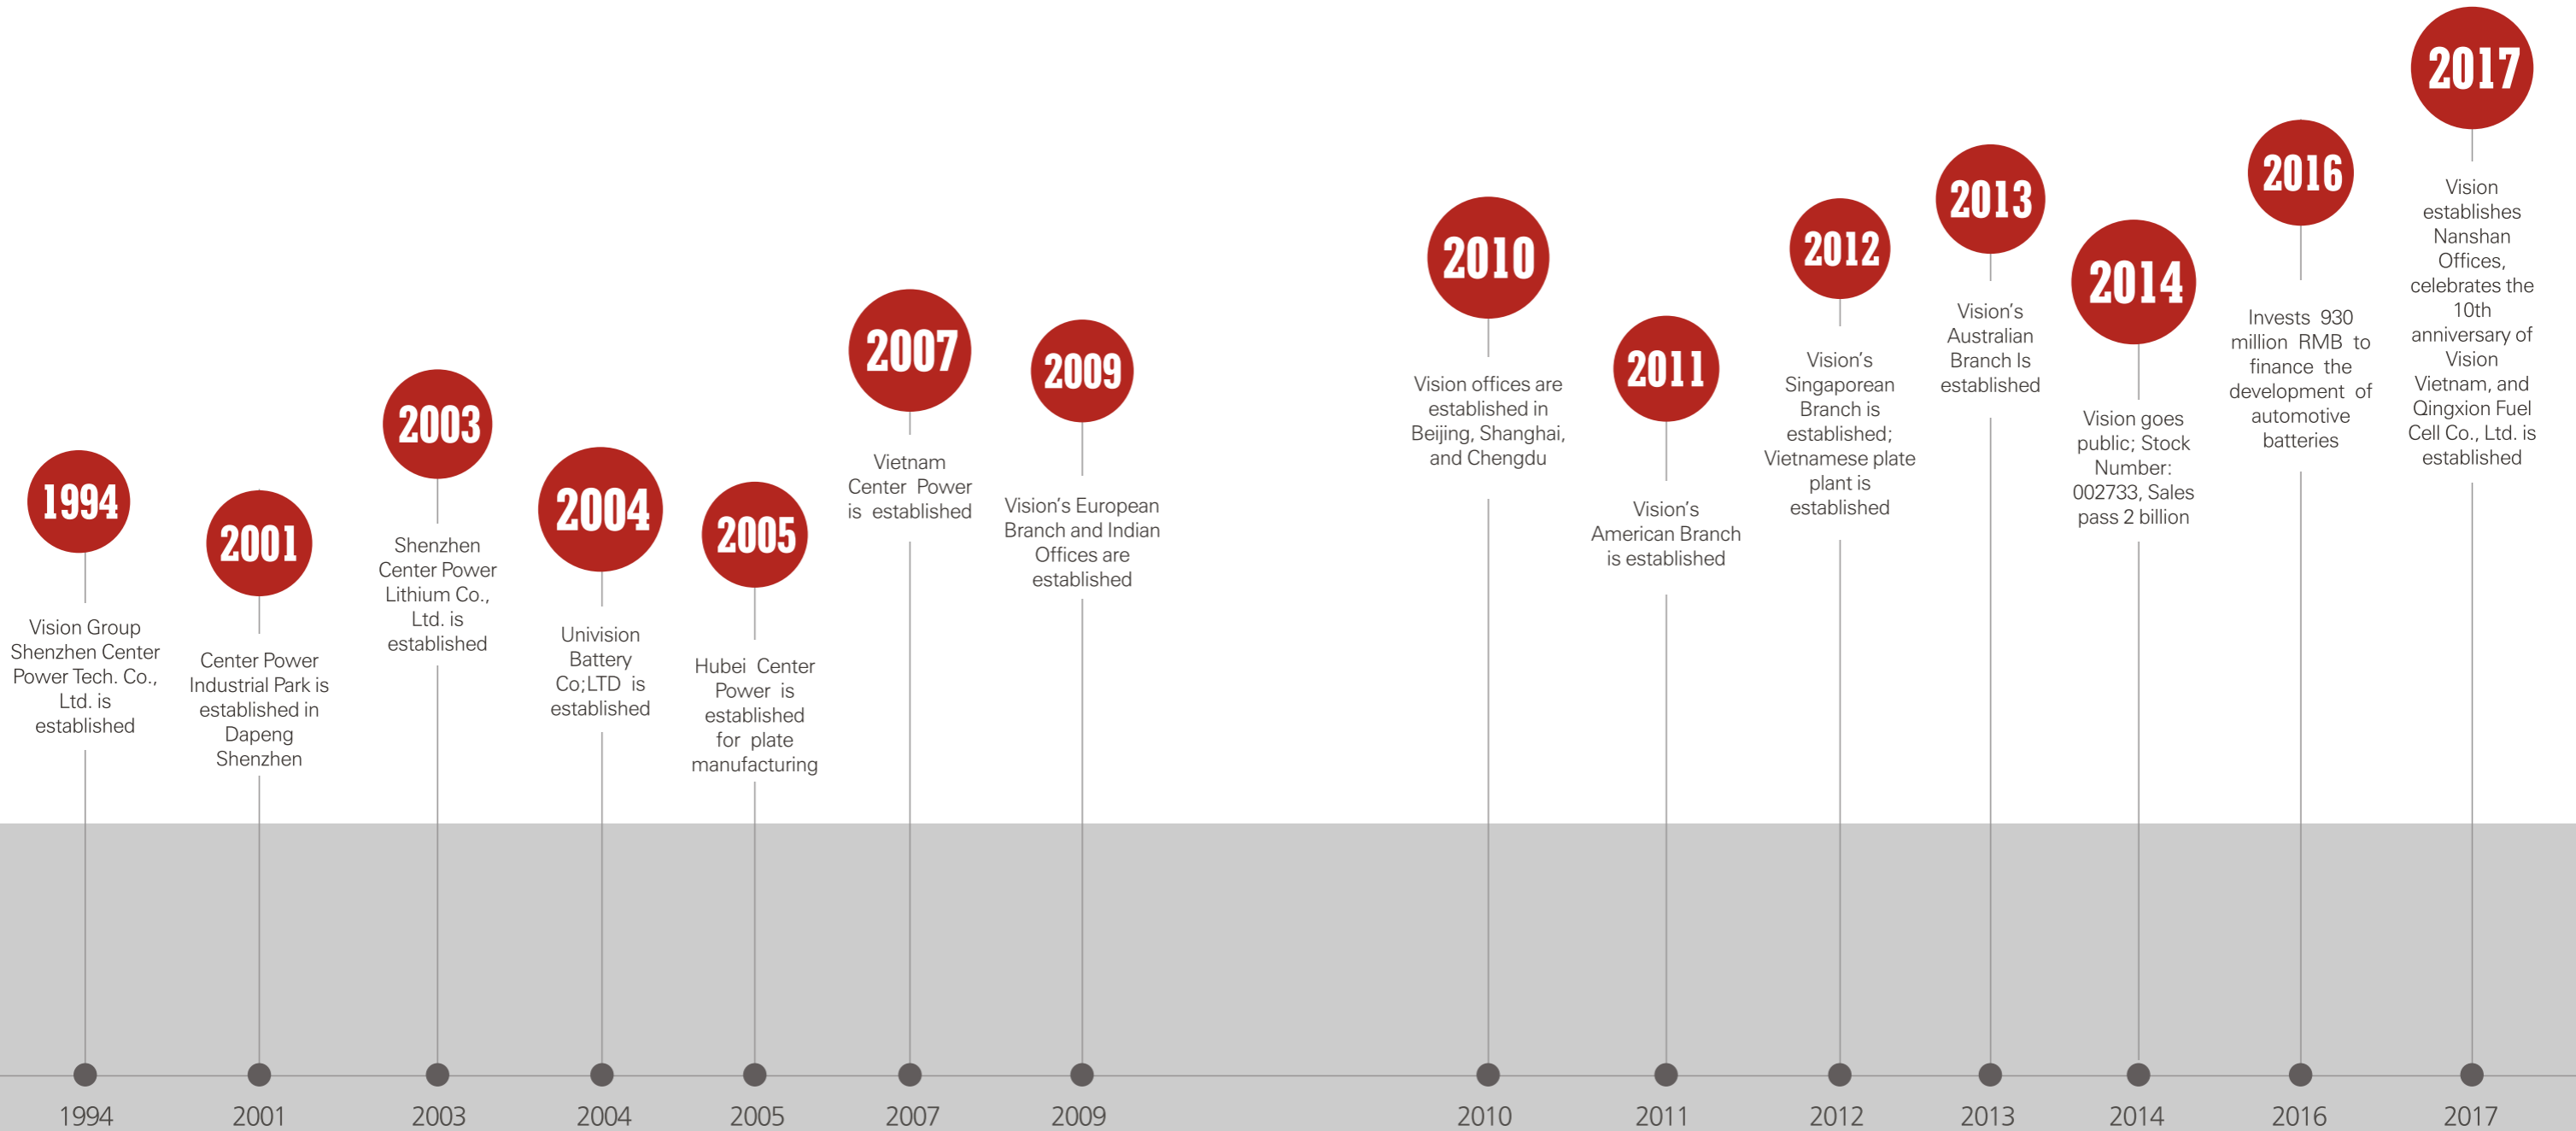 1994
Vision Group
Shenzhen Center
Power Tech. Co.,
Ltd. is
established
2001
Center Power
Industrial Park is
established in
Dapeng
Shenzhen
2003
Shenzhen
Center Power
Lithium Co.,
Ltd. is
established
2004
Univision
Battery
Co;LTD is
established
2005
Hubei Center
Power is
established
for plate
manufacturing
2007
Vietnam
Center Power
is established
2009
Vision's European
Branch and Indian
Offices are
established
2010
Vision offices are
established in
Beijing, Shanghai,
and Chengdu
2011
Vision's
American Branch
is established
2012
Vision's
Singaporean
Branch is
established;
Vietnamese plate
plant is
established
2013
Vision's
Australian
Branch Is
established
2014
Vision goes
public; Stock
Number:
002733, Sales
pass 2 billion
2016
Invests 930
million RMB to
finance the
development of
automotive
batteries
2017
Vision
establishes
Nanshan
Offices,
celebrates the
10th
anniversary of
Vision
Vietnam, and
Qingxion Fuel
Cell Co., Ltd. is
established
1994 2001 2003 2004 2005 2007 2009 2010 2011 2012 2013 2014 2016 2017